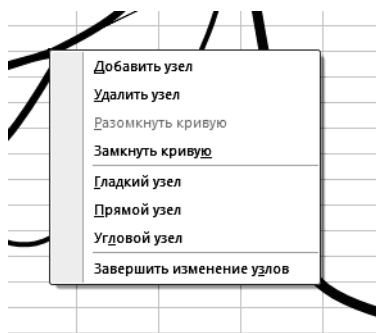 Добавить узел
Удалить узел
Разомкнуть кривую
Замкнуть кривую
Гладкий узел
Прямой узел
Угловой узел
Завершить изменение узлов